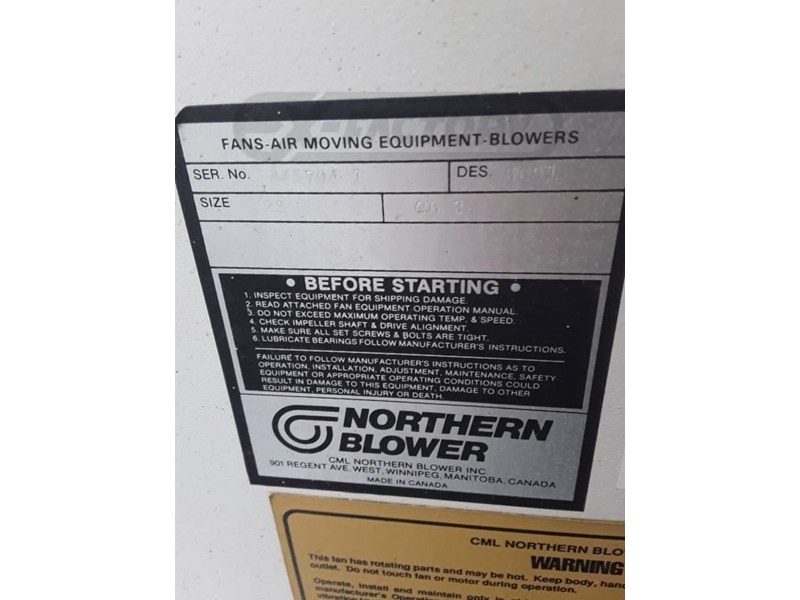 EX-FACTORY
FANS-AIR MOVING EQUIPMENT-BLOWERS
SER. No. DES.
SIZE
• BEFORE STARTING •
1. INSPECT EQUIPMENT FOR SHIPPING DAMAGE.
2. READ ATTACHED FAN EQUIPMENT OPERATION MANUAL.
3. DO NOT EXCEED MAXIMUM OPERATING TEMP. & SPEED.
4. CHECK IMPELLER SHAFT & DRIVE ALIGNMENT.
5. MAKE SURE ALL SET SCREWS & BOLTS ARE TIGHT.
6. LUBRICATE BEARINGS FOLLOW MANUFACTURER'S INSTRUCTIONS.
FAILURE TO FOLLOW MANUFACTURER'S INSTRUCTIONS AS TO
OPERATION, INSTALLATION, ADJUSTMENT, MAINTENANCE, SAFETY
EQUIPMENT OR APPROPRIATE OPERATING CONDITIONS COULD
RESULT IN DAMAGE TO THIS EQUIPMENT, DAMAGE TO OTHER
EQUIPMENT, PERSONAL INJURY OR DEATH.
NORTHERN
BLOWER
CML NORTHERN BLOWER INC.
901 REGENT AVE. WEST, WINNIPEG, MANITOBA, CANADA
MADE IN CANADA
CML NORTHERN BLO
WARNING
This fan has rotating parts and may be hot. Keep body, han
outlet. Do not touch fan or motor during operation.
Operate, install and maintain only in
manufacturer's Operati